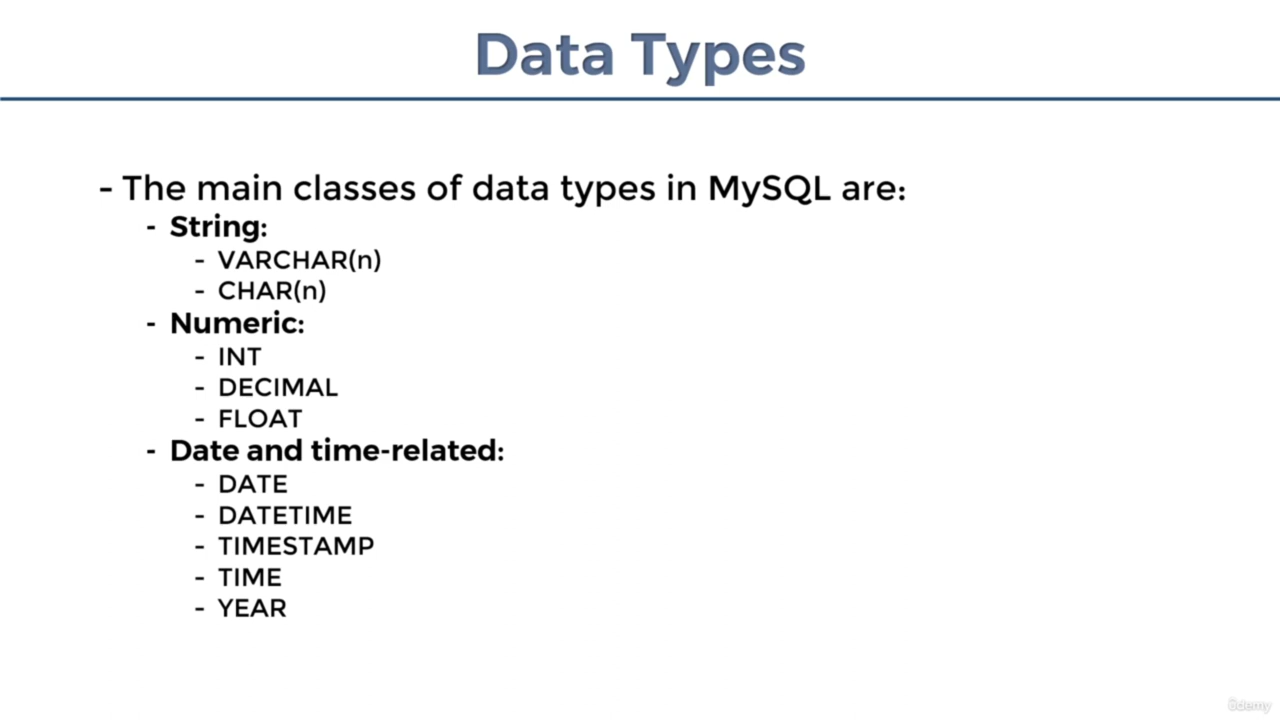 Data Types
- The main classes of data types in MySQL are:
- String:
- VARCHAR(n)
- CHAR(n)
- Numeric:
- INT
- DECIMAL
- FLOAT
- Date and time-related:
- DATE
- DATETIME
- TIMESTAMP
- TIME
- YEAR
ûdemy